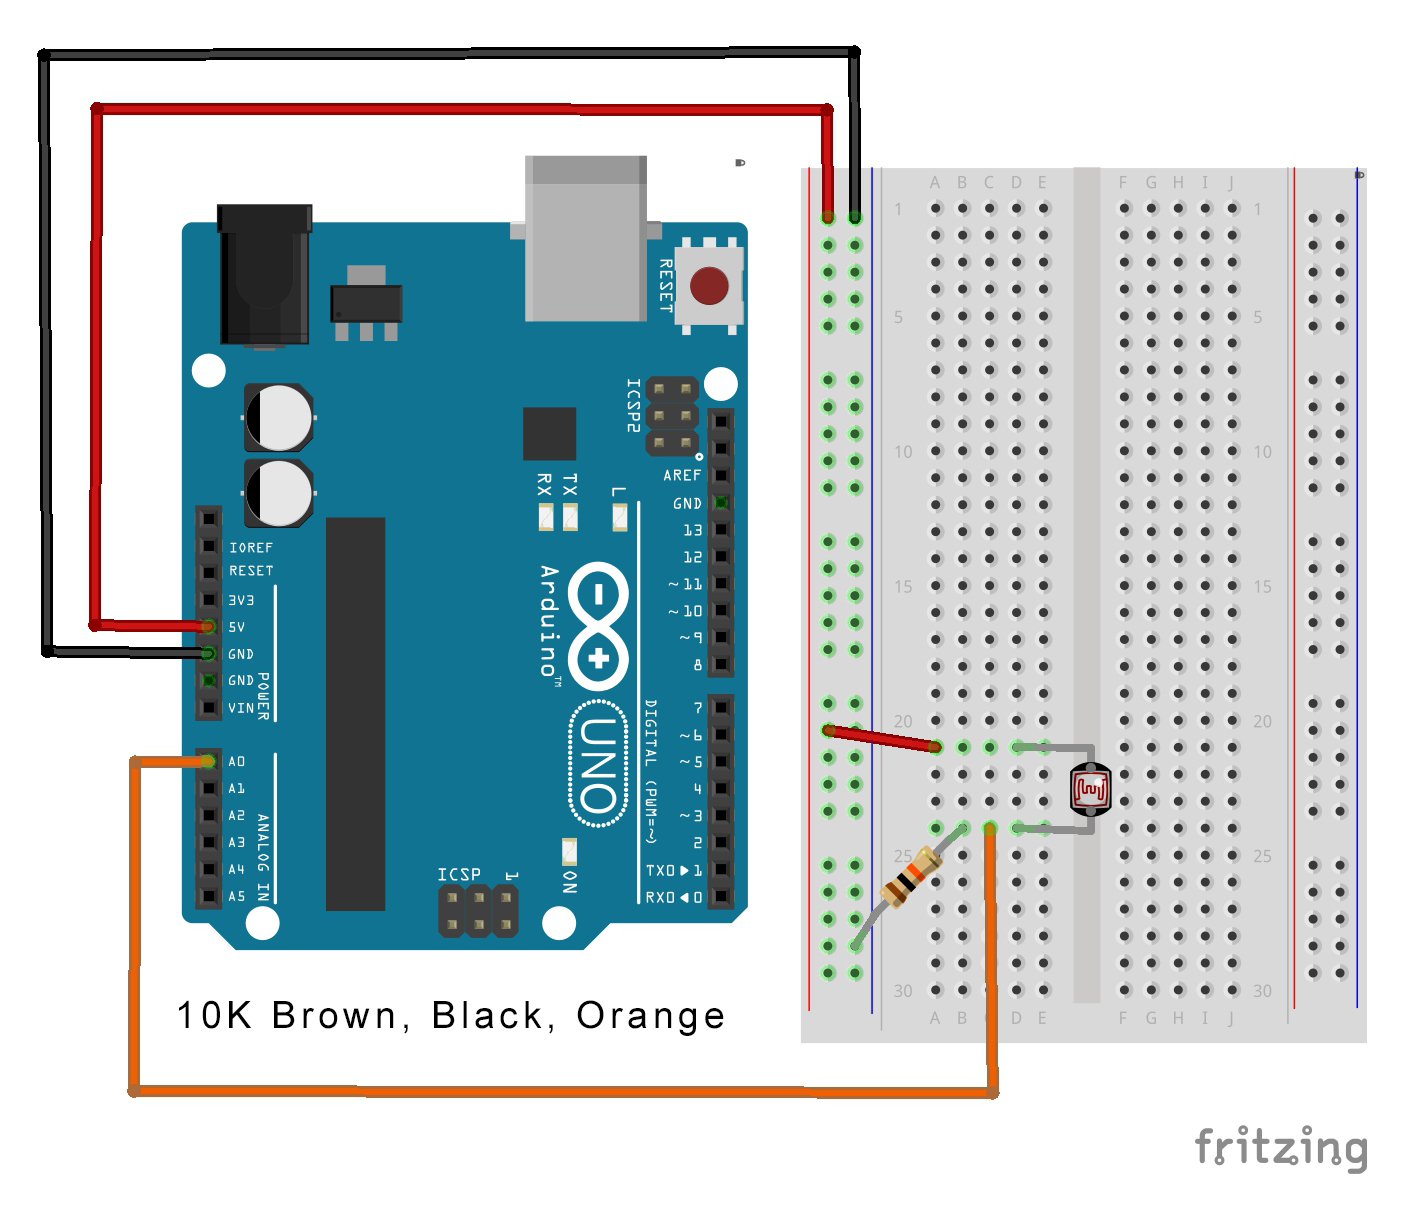 A B C D E F G H I J
1 1
5 5
10 10
15 15
20 20
25 25
30 30
A B C D E F G H I J
RESET
ICSP2
AREF
GND
13
12
~11
~10
~9
8
7
~6
~5
4
~3
2
TX0▶1
RX0◀0
DIGITAL (PWM=~)
RX
TX
L
Arduino™
UNO
ON
ICSP
1
IOREF
RESET
3V3
5V
GND
GND
VIN
POWER
A0
A1
A2
A3
A4
A5
ANALOG IN
10K Brown, Black, Orange
fritzing